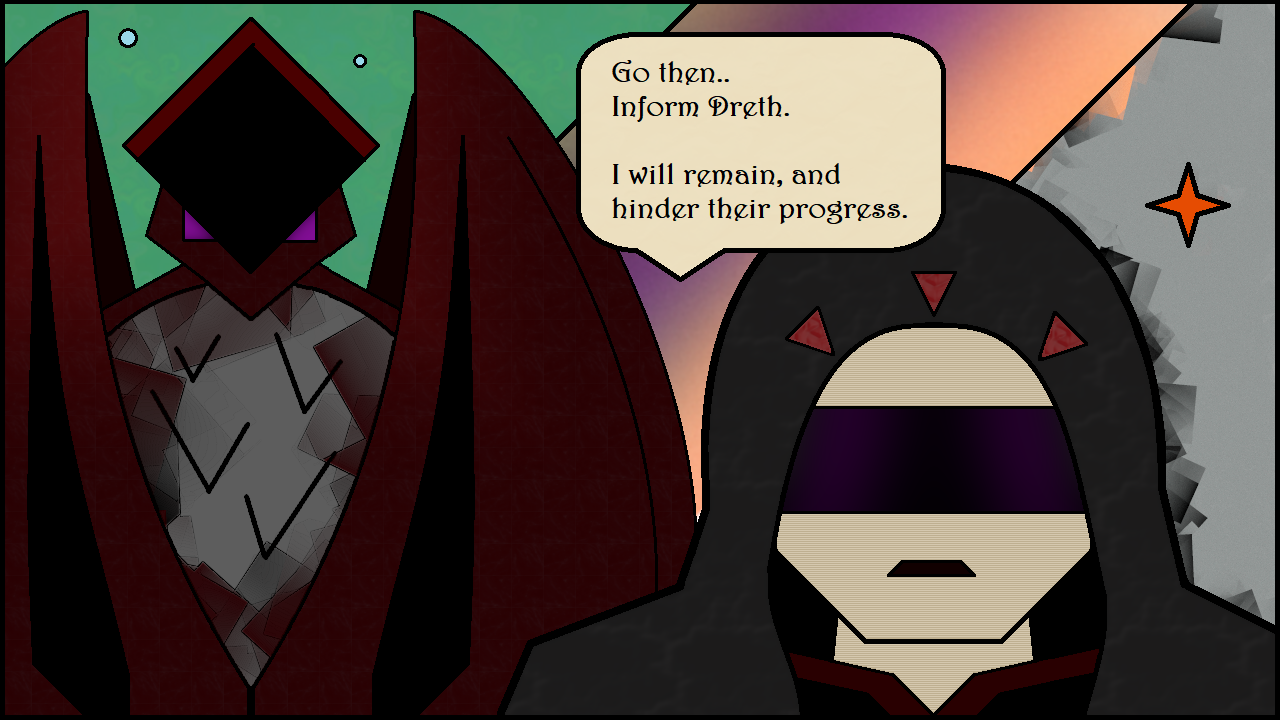 Go then..
Inform Dreth.
I will remain, and
hinder their progress.